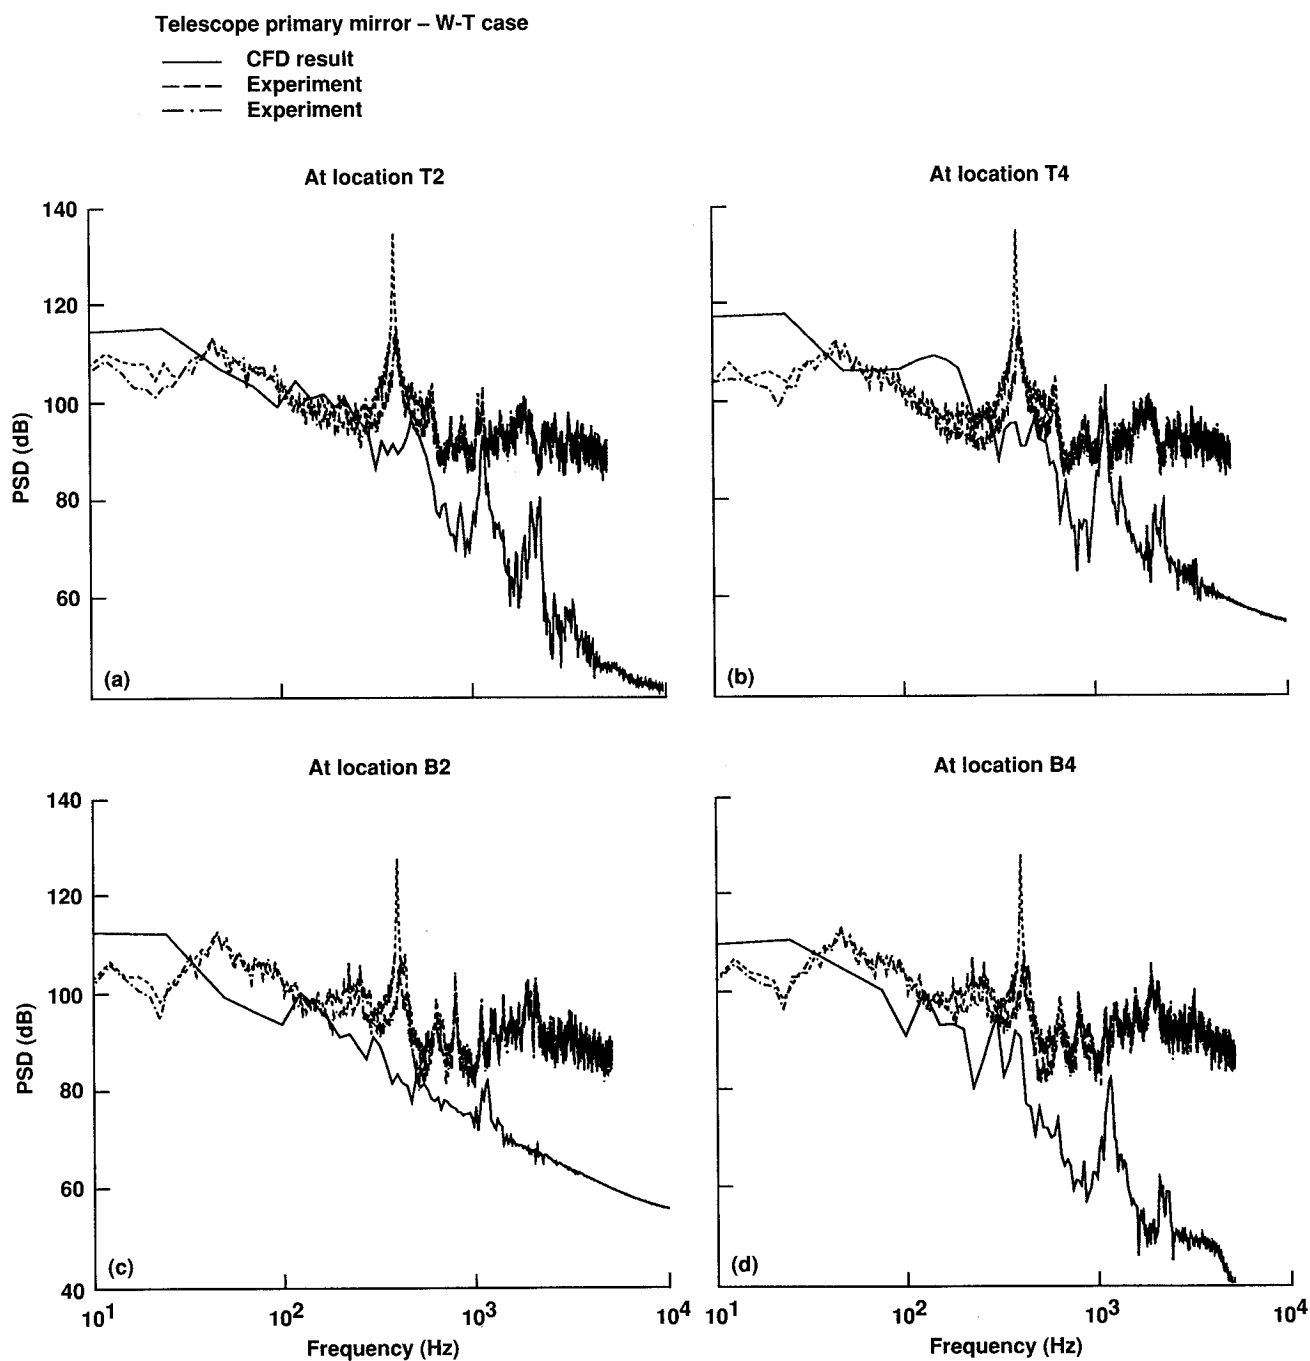 Telescope primary mirror – W-T case
CFD result
Experiment
Experiment
At location T2
At location T4
140
120
100
80
60
PSD (dB)
(a)
(b)
At location B2
At location B4
140
120
100
80
60
40
PSD (dB)
(c)
(d)
10¹ 10² 10³ 10⁴
Frequency (Hz)
10¹ 10² 10³ 10⁴
Frequency (Hz)